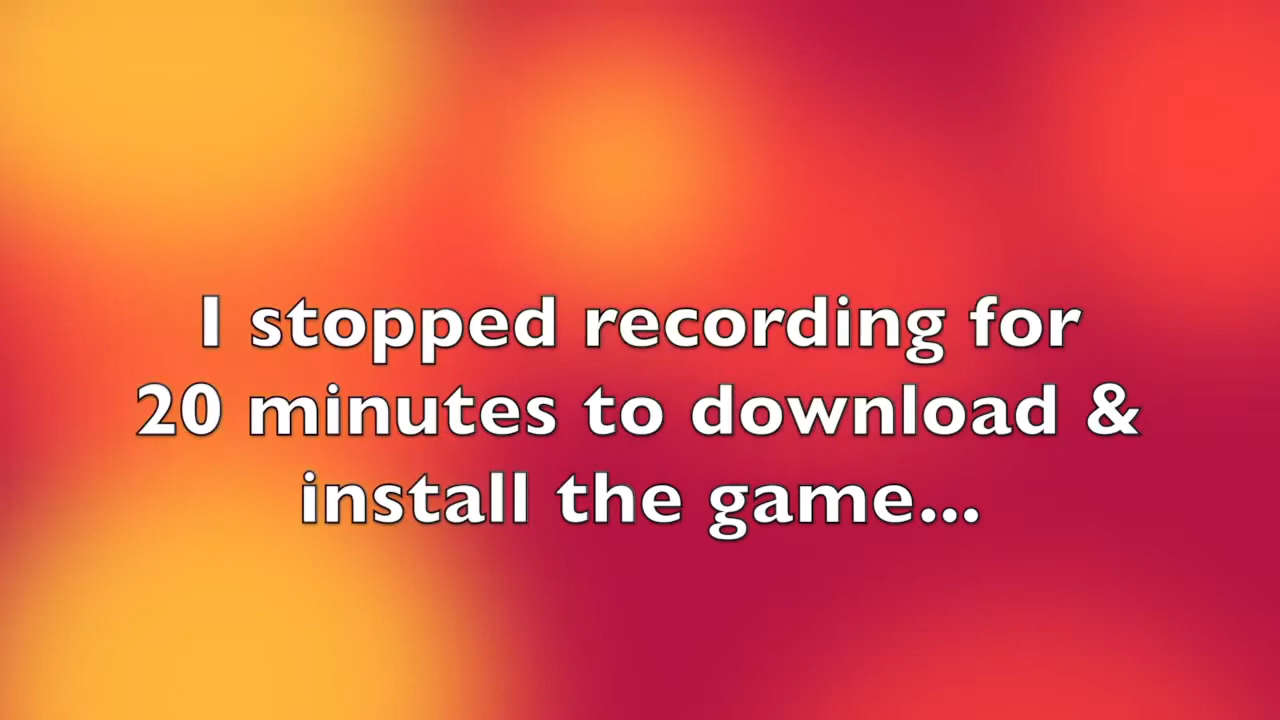 I stopped recording for
20 minutes to download &
install the game...